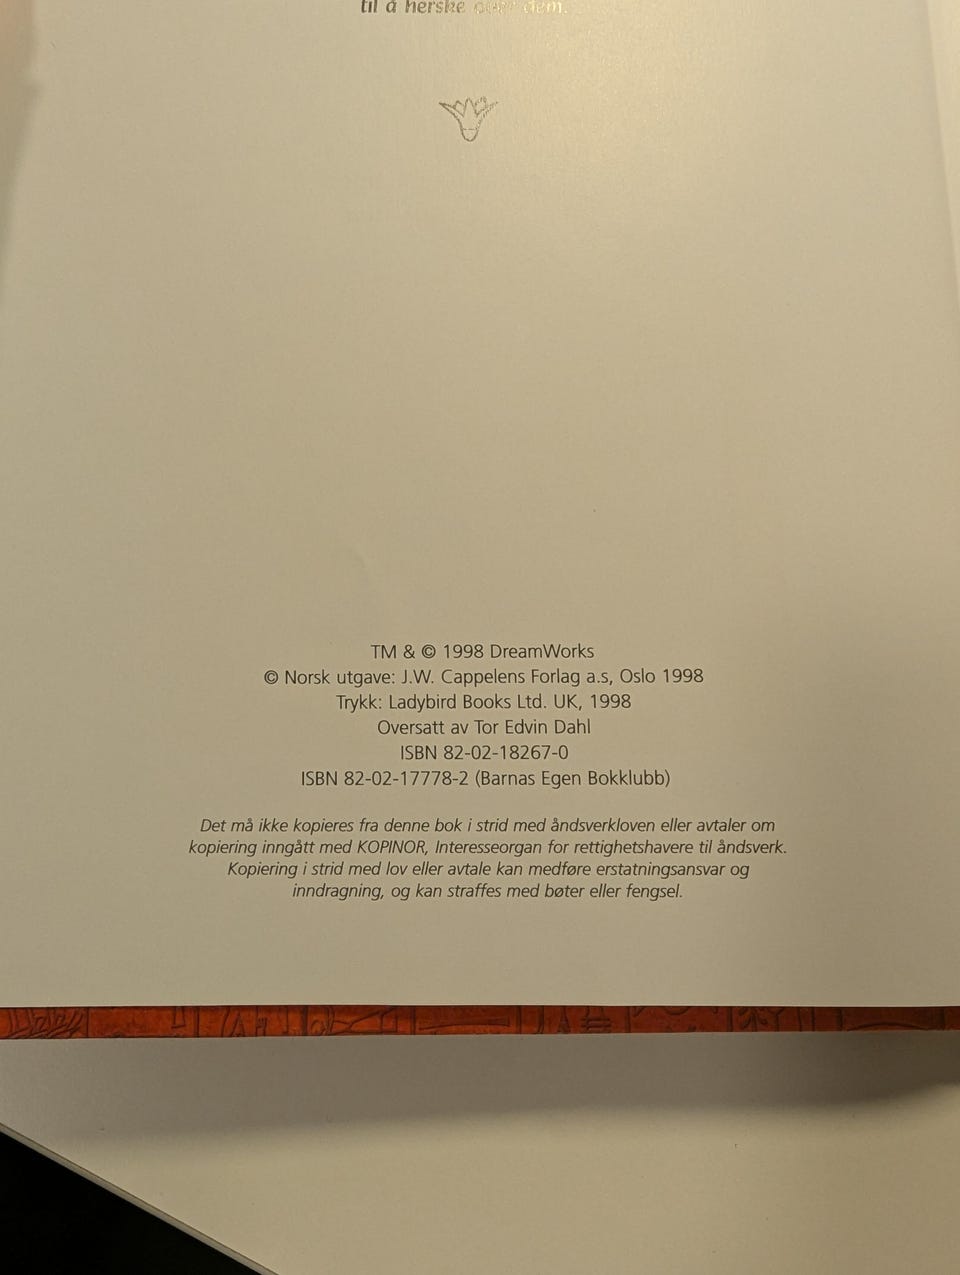 til å herske over dem.
TM & © 1998 DreamWorks
© Norsk utgave: J.W. Cappelens Forlag a.s, Oslo 1998
Trykk: Ladybird Books Ltd. UK, 1998
Oversatt av Tor Edvin Dahl
ISBN 82-02-18267-0
ISBN 82-02-17778-2 (Barnas Egen Bokklubb)
Det må ikke kopieres fra denne bok i strid med åndsverkloven eller avtaler om
kopiering inngått med KOPINOR, Interesseorgan for rettighetshavere til åndsverk.
Kopiering i strid med lov eller avtale kan medføre erstatningsansvar og
inndragning, og kan straffes med bøter eller fengsel.